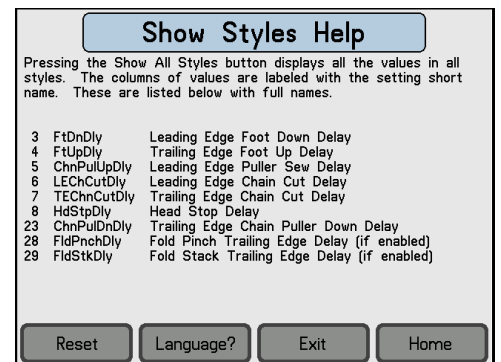 Show Styles Help
Pressing the Show All Styles button displays all the values in all
styles. The columns of values are labeled with the setting short
name. These are listed below with full names.
3 FtDnDly Leading Edge Foot Down Delay
4 FtUpDly Trailing Edge Foot Up Delay
5 ChnPulUpDly Leading Edge Puller Sew Delay
6 LEChCutDly Leading Edge Chain Cut Delay
7 TEChnCutDly Trailing Edge Chain Cut Delay
8 HdStpDly Head Stop Delay
23 ChnPulDnDly Trailing Edge Chain Puller Down Delay
28 FldPnchDly Fold Pinch Trailing Edge Delay (if enabled)
29 FldStkDly Fold Stack Trailing Edge Delay (if enabled)
Reset Language? Exit Home